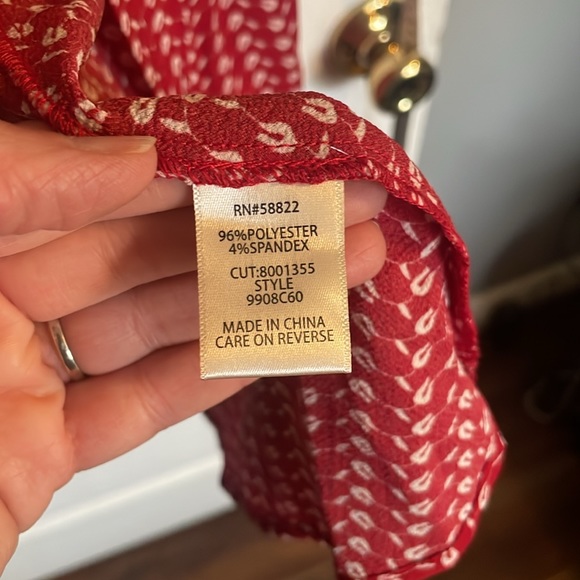 RN#58822
96%POLYESTER
4%SPANDEX
CUT:8001355
STYLE
9908C60
MADE IN CHINA
CARE ON REVERSE